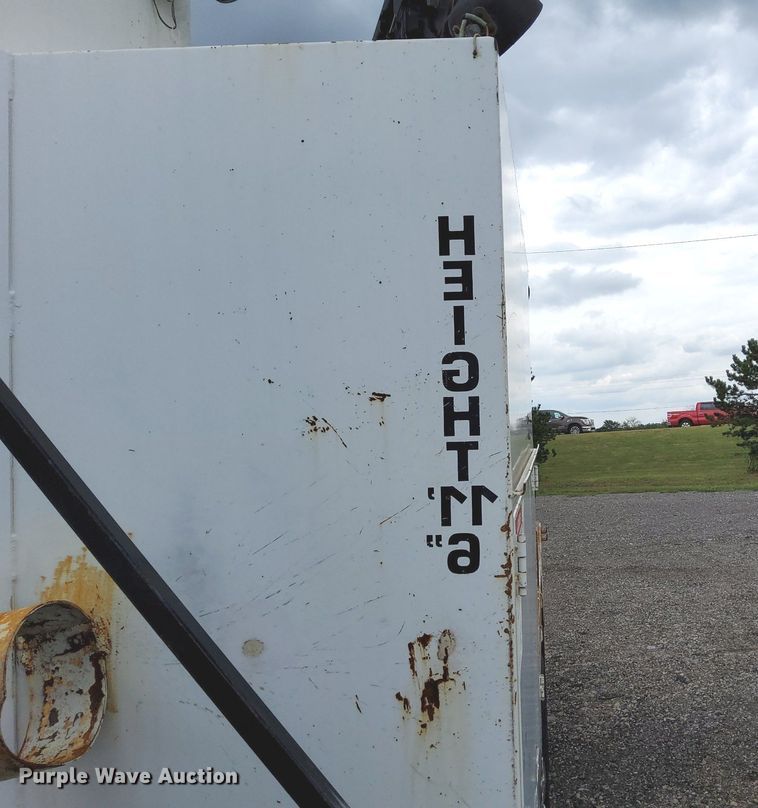 HEIGHT
11'
6"
Purple Wave Auction